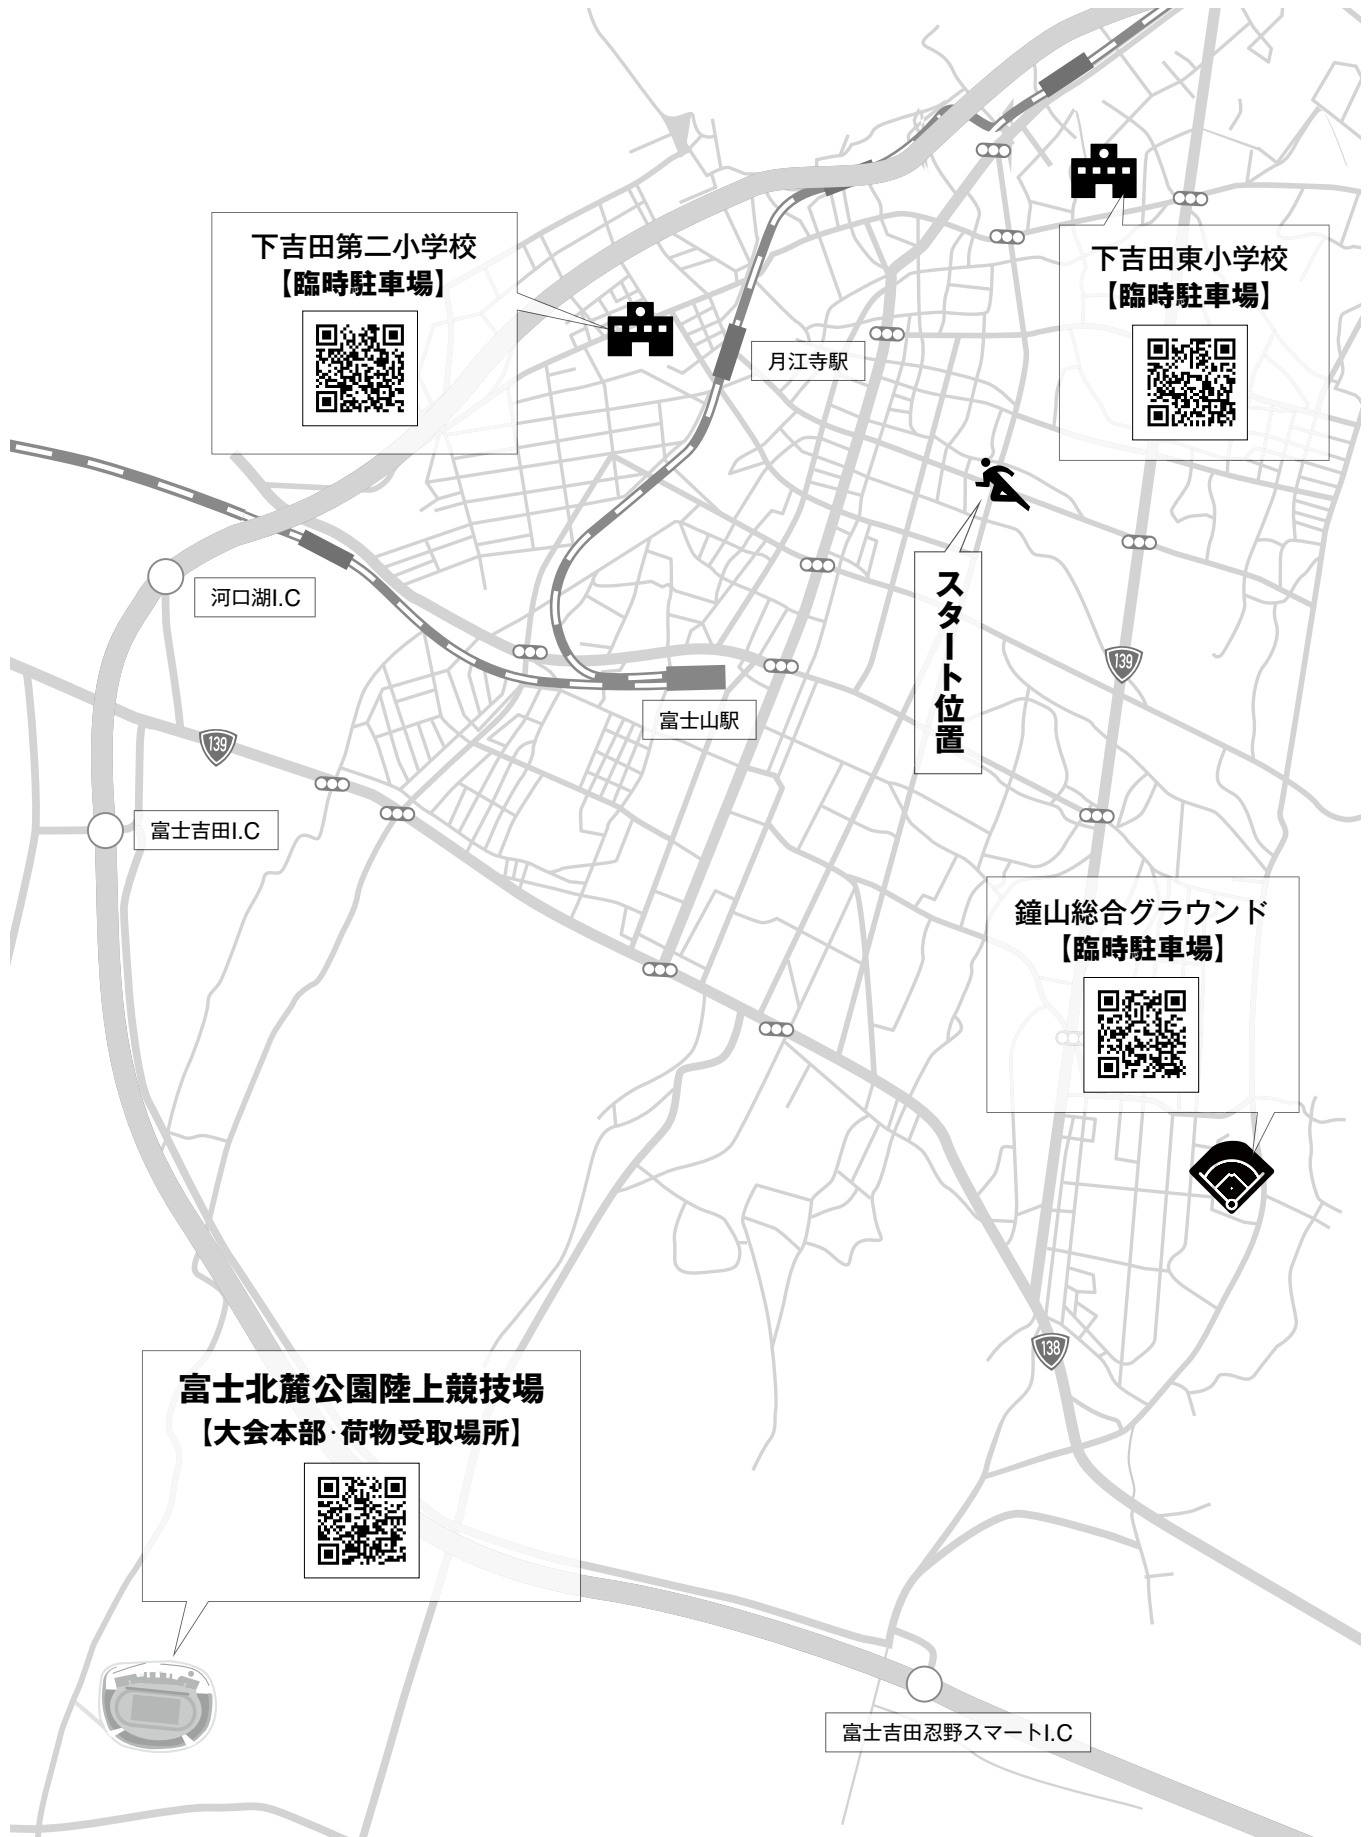 下吉田第二小学校
【臨時駐車場】
下吉田東小学校
【臨時駐車場】
月江寺駅
スタート位置
河口湖I.C
139
富士山駅
139
富士吉田I.C
鐘山総合グラウンド
【臨時駐車場】
138
富士北麓公園陸上競技場
【大会本部・荷物受取場所】
富士吉田忍野スマートI.C